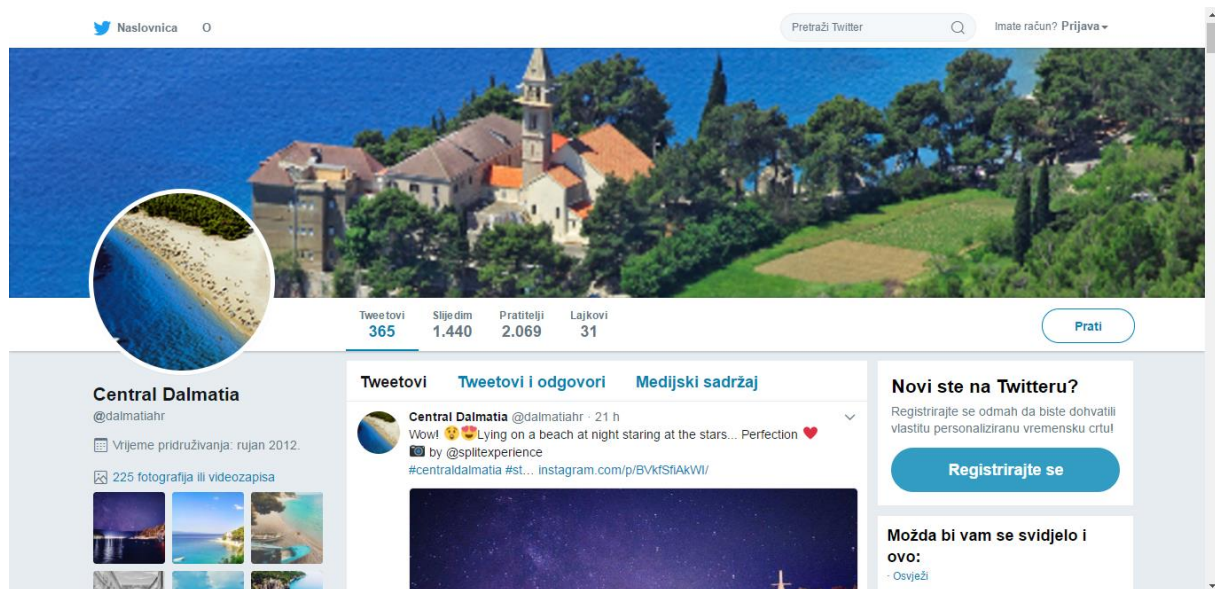 Naslovnica O
Pretraži Twitter
Imate račun? Prijava
Tweetovi Slijedim Pratitelji Lajkovi
365 1.440 2.069 31
Prati
Central Dalmatia
@dalmatiahr
Vrijeme pridruživanja: rujan 2012.
225 fotografija ili videozapisa
Tweetovi Tweetovi i odgovori Medijski sadržaj
Central Dalmatia @dalmatiahr · 21 h
Wow! 😲😍Lying on a beach at night staring at the stars... Perfection ❤
📷 by @splitexperience
#centraldalmatia #st… instagram.com/p/BVkfSfiAkWI/
Novi ste na Twitteru?
Registrirajte se odmah da biste dohvatili
vlastitu personaliziranu vremensku crtu!
Registrirajte se
Možda bi vam se svidjelo i
ovo:
· Osvježi